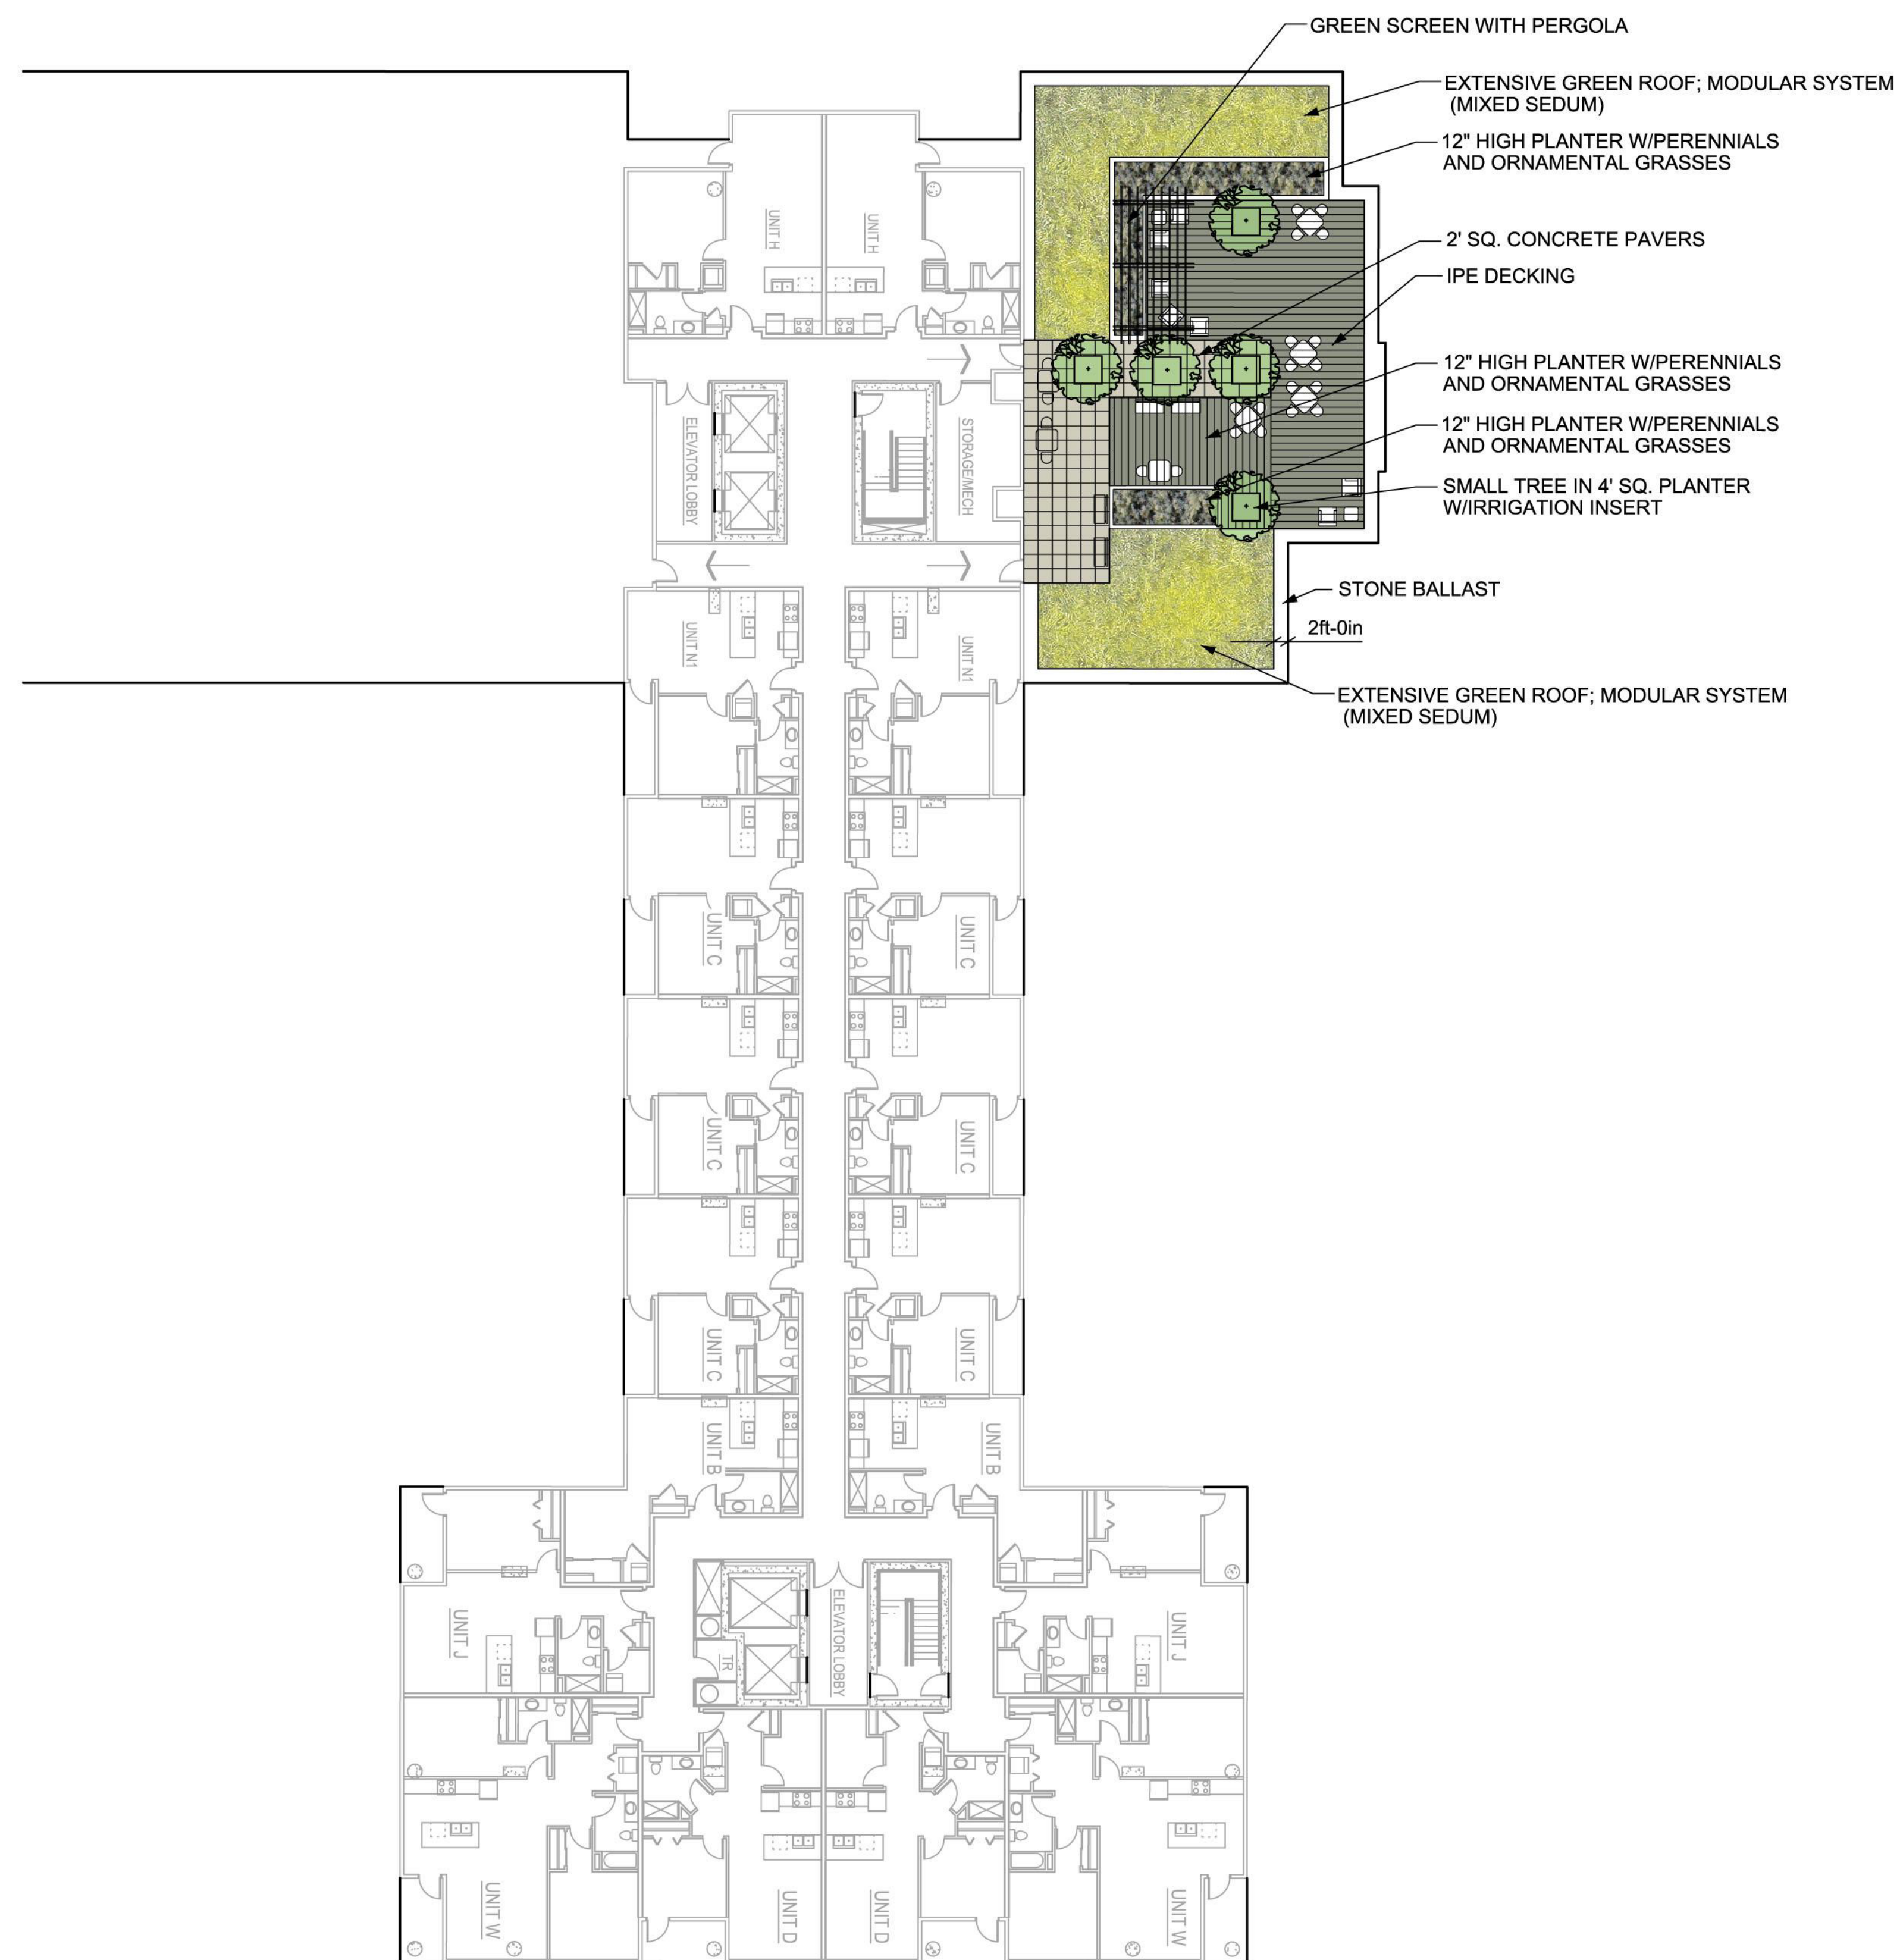 GREEN SCREEN WITH PERGOLA
EXTENSIVE GREEN ROOF; MODULAR SYSTEM
(MIXED SEDUM)
12" HIGH PLANTER W/PERENNIALS
AND ORNAMENTAL GRASSES
2' SQ. CONCRETE PAVERS
IPE DECKING
12" HIGH PLANTER W/PERENNIALS
AND ORNAMENTAL GRASSES
12" HIGH PLANTER W/PERENNIALS
AND ORNAMENTAL GRASSES
SMALL TREE IN 4' SQ. PLANTER
W/IRRIGATION INSERT
STONE BALLAST
2ft-0in
EXTENSIVE GREEN ROOF; MODULAR SYSTEM
(MIXED SEDUM)
UNIT H
UNIT H
ELEVATOR LOBBY
STORAGE/MECH
UNIT N1
UNIT N1
UNIT C
UNIT C
UNIT C
UNIT C
UNIT C
UNIT C
UNIT B
UNIT B
UNIT J
TR
ELEVATOR LOBBY
UNIT J
UNIT W
UNIT D
UNIT D
UNIT W